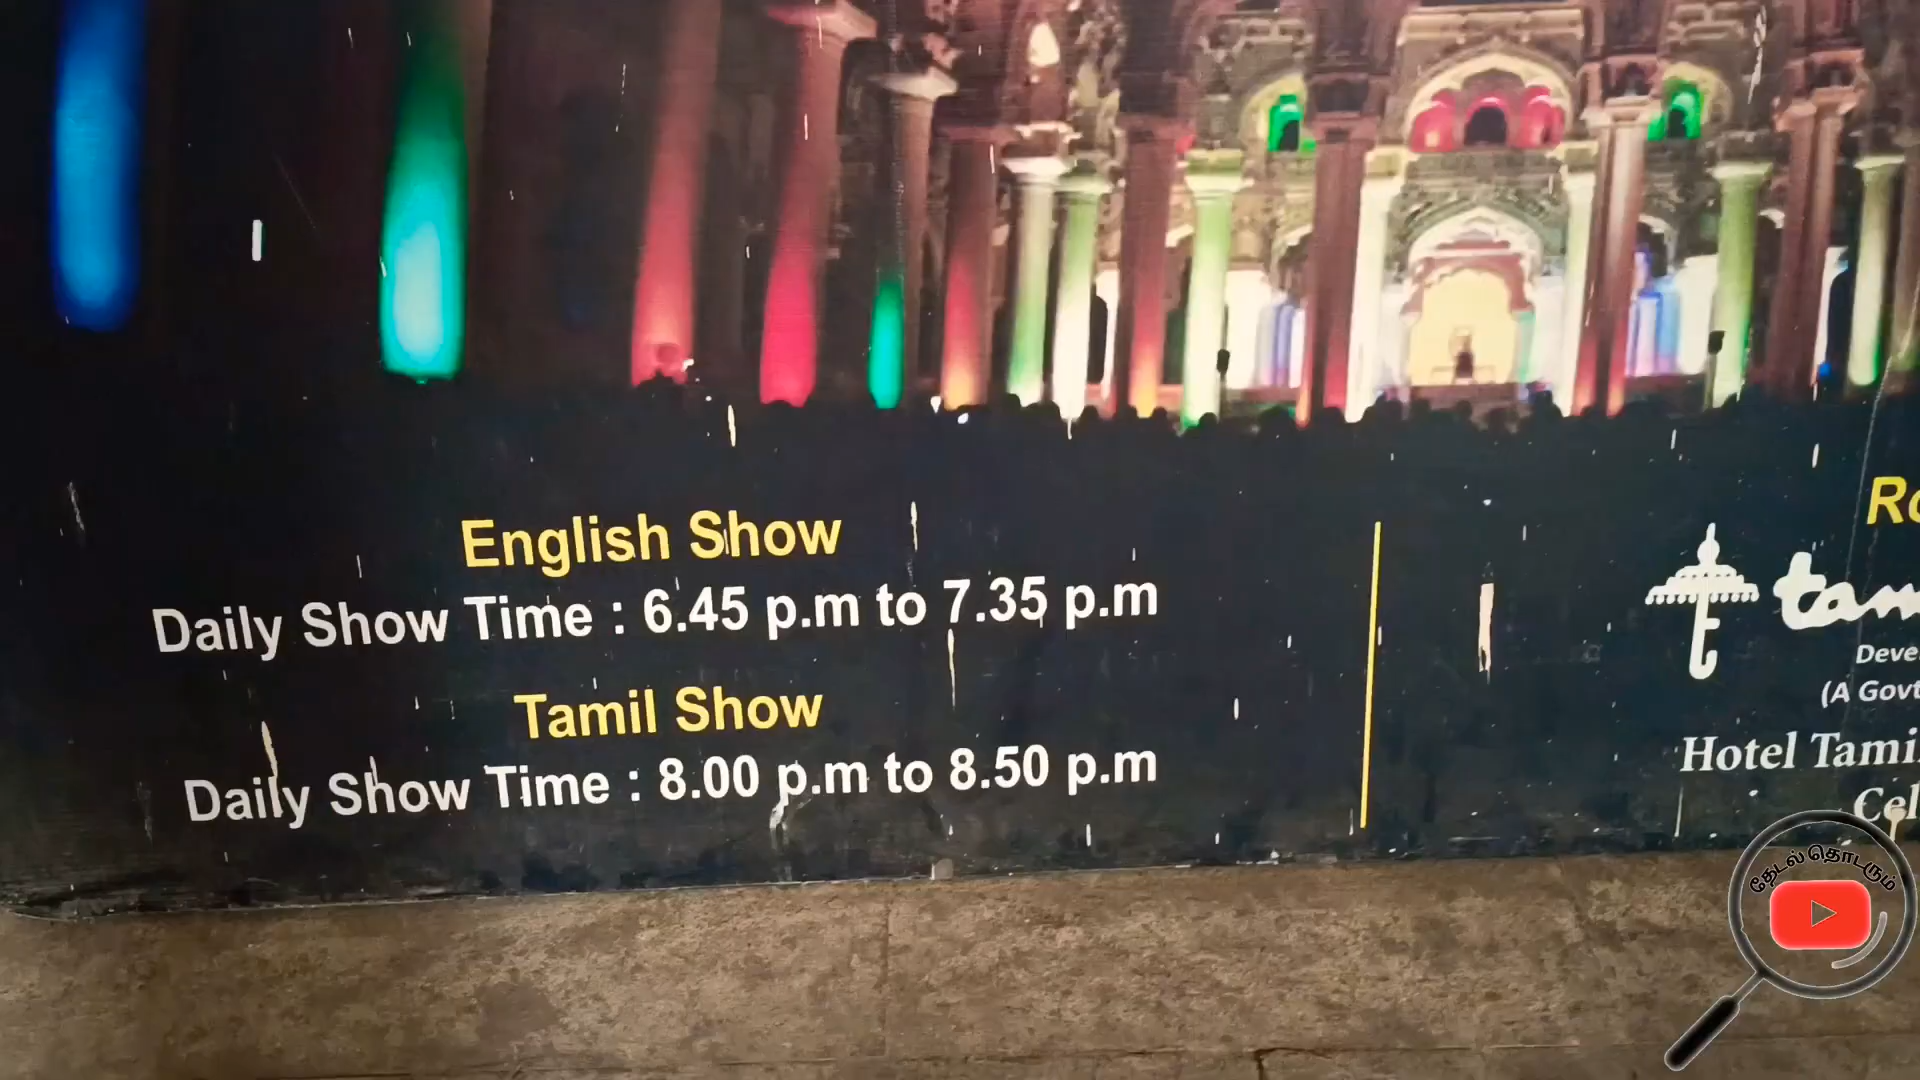 English Show
Daily Show Time : 6.45 p.m to 7.35 p.m
Tamil Show
Daily Show Time : 8.00 p.m to 8.50 p.m
(A Govt
Hotel
தேடல் தொடரும்